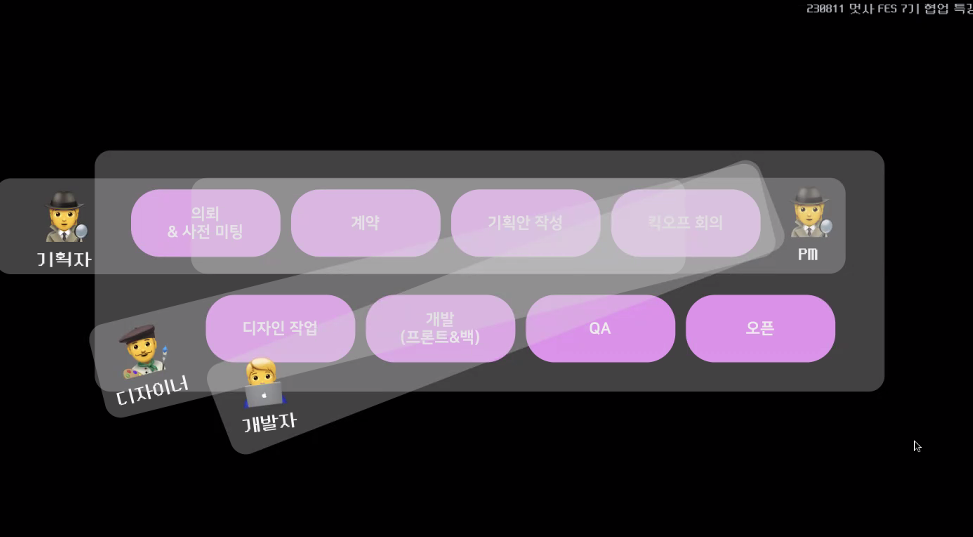 230811 멋사 FES 7기 협업 특강
의뢰
& 사전 미팅
계약
기획안 작성
킥오프 회의
기획자
PM
디자인 작업
개발
(프론트&백)
QA
오픈
디자이너
개발자